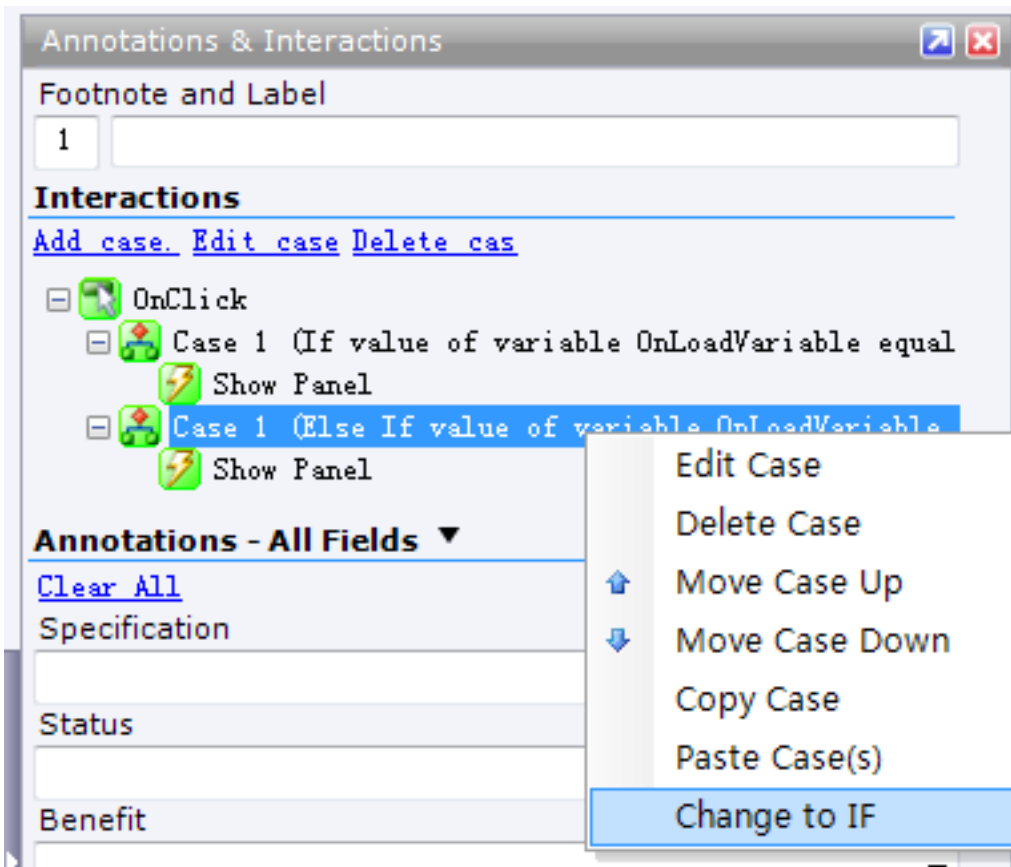 Annotations & Interactions
Footnote and Label
1
Interactions
Add case. Edit case Delete cas
OnClick
Case 1 (If value of variable OnLoadVariable equal
Show Panel
Case 1 (Else If value of variable OnLoadVariable
Show Panel
Edit Case
Delete Case
Move Case Up
Move Case Down
Copy Case
Paste Case(s)
Change to IF
Annotations - All Fields
Clear All
Specification
Status
Benefit